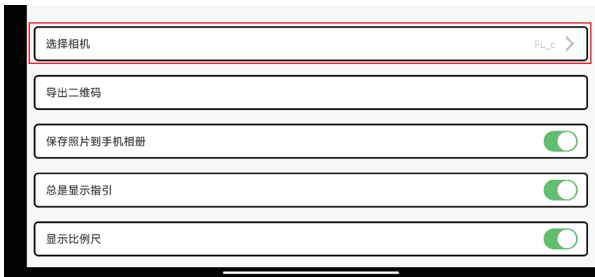 选择相机
FL_c
导出二维码
保存照片到手机相册
总是显示指引
显示比例尺